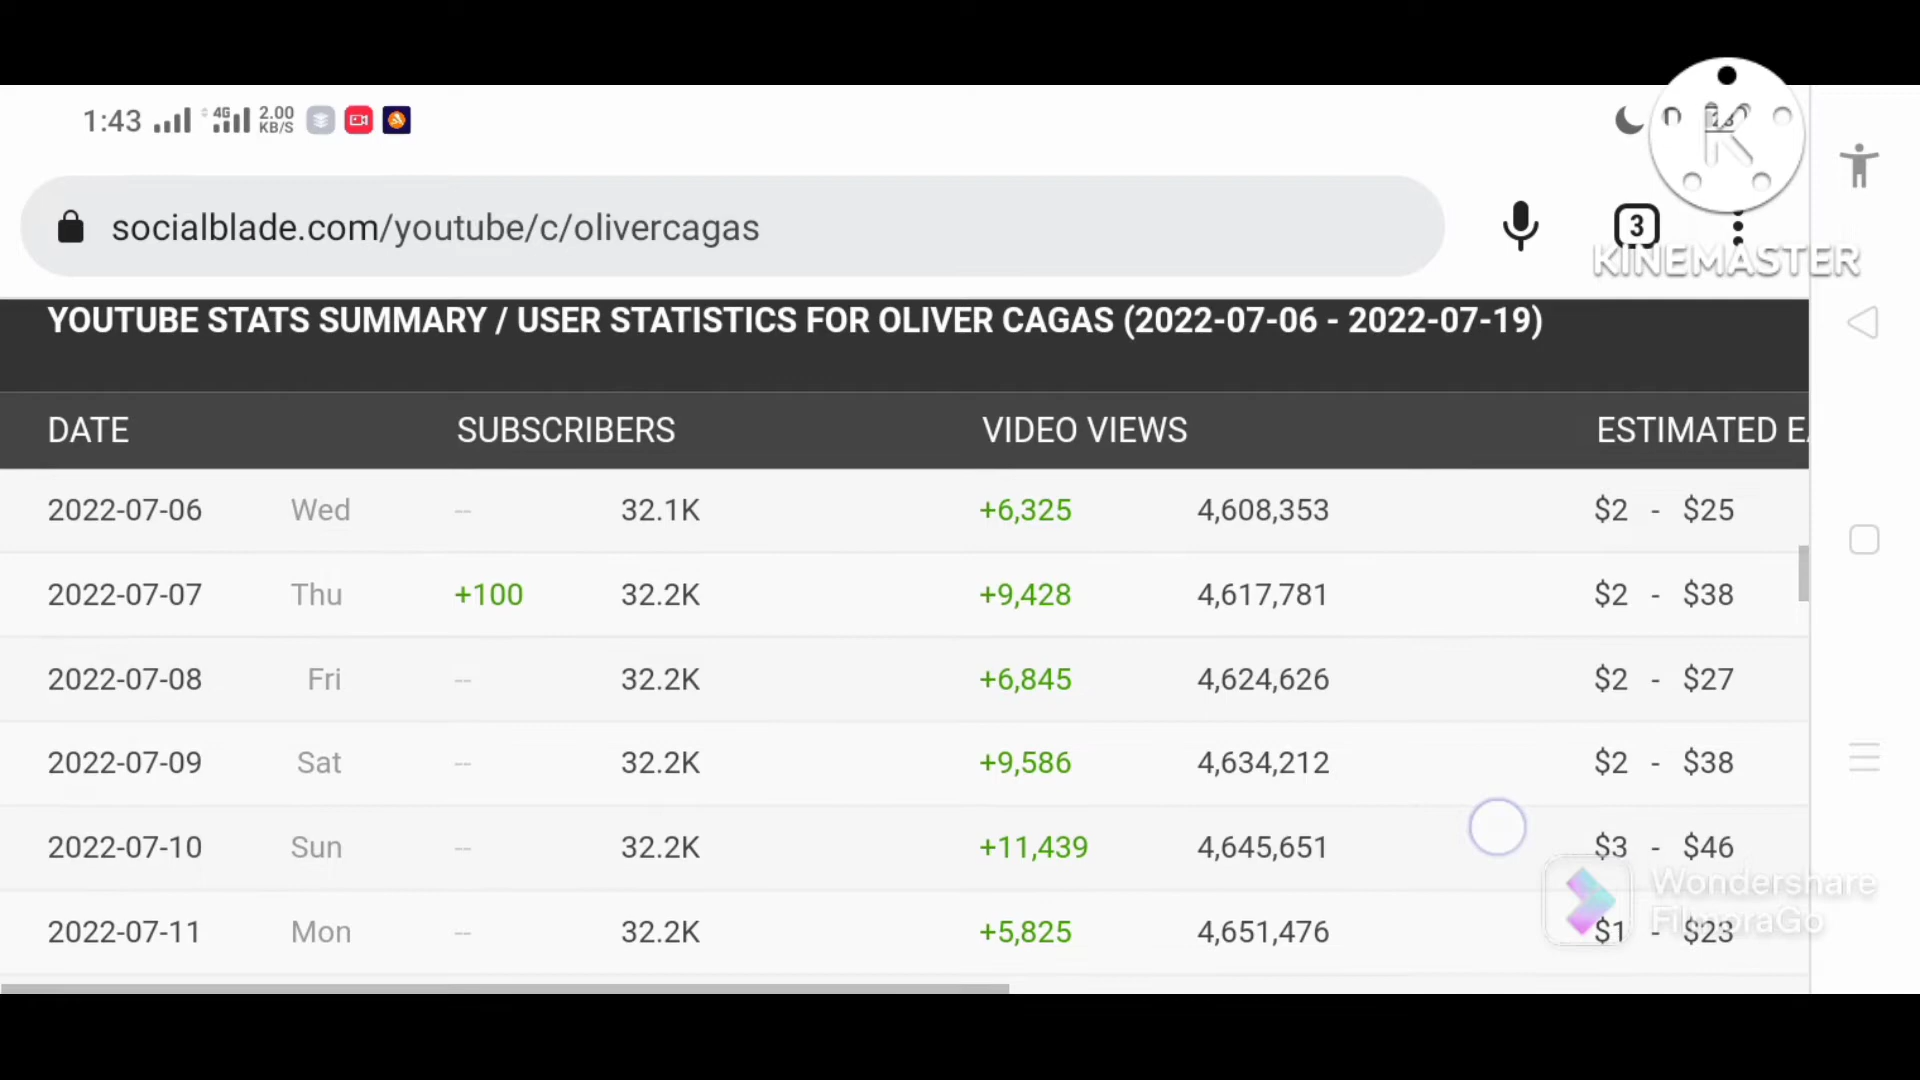 1:43 4G 2.00 KB/S
socialblade.com/youtube/c/olivercagas 3
KINEMASTER
YOUTUBE STATS SUMMARY / USER STATISTICS FOR OLIVER CAGAS (2022-07-06 - 2022-07-19)
DATE SUBSCRIBERS VIDEO VIEWS ESTIMATED
2022-07-06 Wed -- 32.1K +6,325 4,608,353 $2 - $25
2022-07-07 Thu +100 32.2K +9,428 4,617,781 $2 - $38
2022-07-08 Fri -- 32.2K +6,845 4,624,626 $2 - $27
2022-07-09 Sat -- 32.2K +9,586 4,634,212 $2 - $38
2022-07-10 Sun -- 32.2K +11,439 4,645,651 $3 - $46
Wondershare
FilmoraGo
2022-07-11 Mon -- 32.2K +5,825 4,651,476 $1 - $23